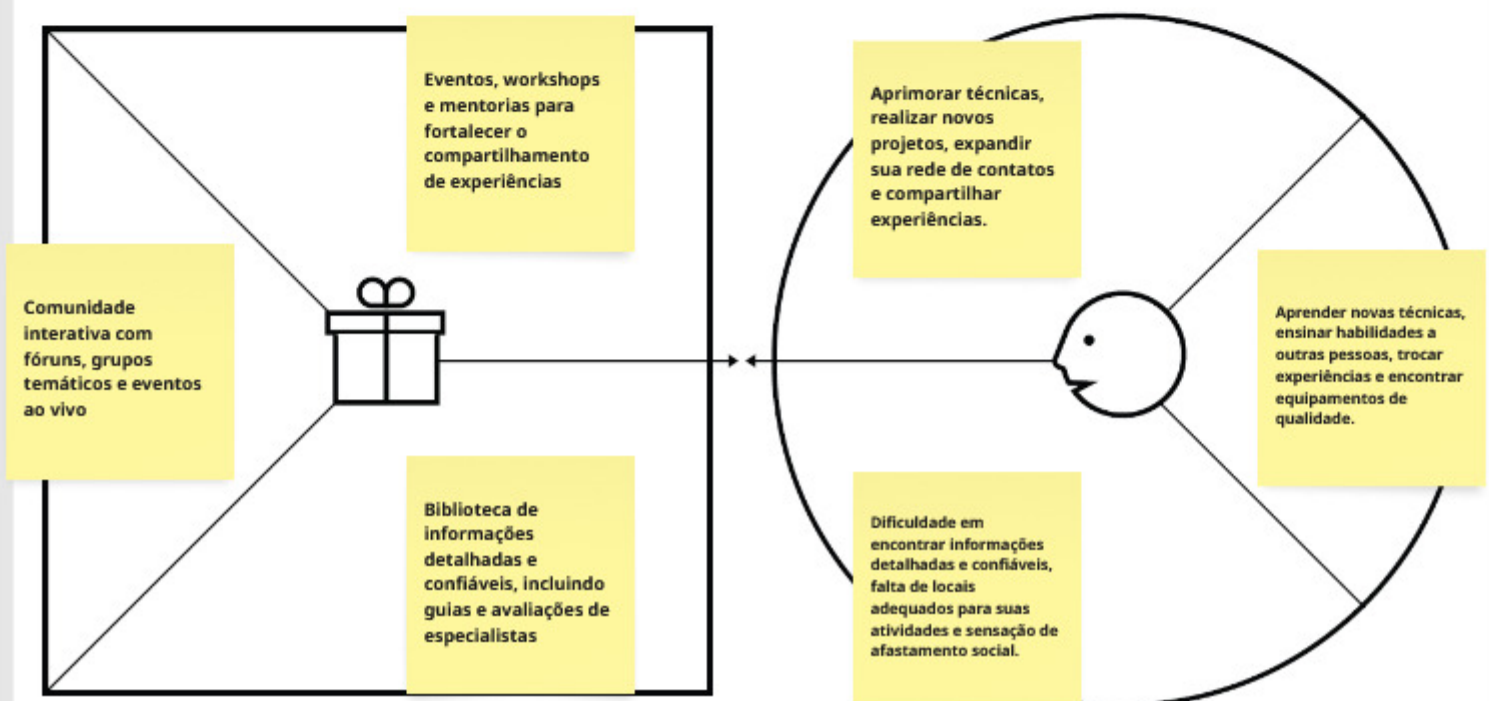 Eventos, workshops
e mentorias para
fortalecer o
compartilhamento
de experiências
Comunidade
interativa com
fóruns, grupos
temáticos e eventos
ao vivo
Biblioteca de
informações
detalhadas e
confiáveis, incluindo
guias e avaliações de
especialistas
Aprimorar técnicas,
realizar novos
projetos, expandir
sua rede de contatos
e compartilhar
experiências.
Aprender novas técnicas,
ensinar habilidades a
outras pessoas, trocar
experiências e encontrar
equipamentos de
qualidade.
Dificuldade em
encontrar informações
detalhadas e confiáveis,
falta de locais
adequados para suas
atividades e sensação de
afastamento social.